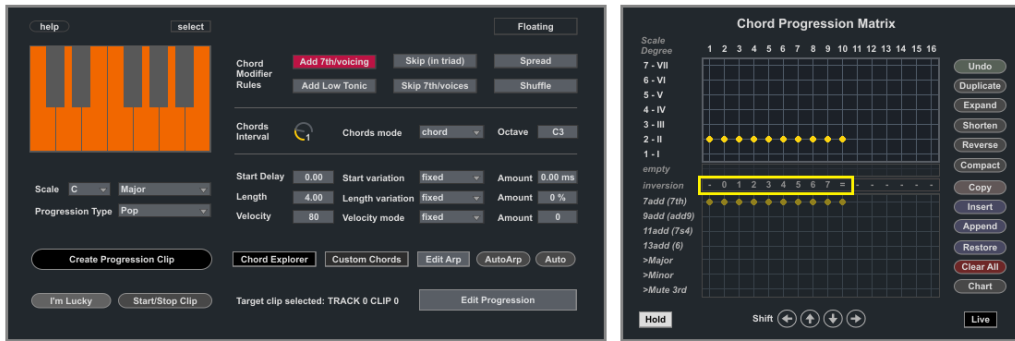 help select Floating
Chord Modifier Rules
Add 7th/voicing Skip (in triad) Spread
Add Low Tonic Skip 7th/voices Shuffle
Chords Interval 1 Chords mode chord Octave C3
Start Delay 0.00 Start variation fixed Amount 0.00 ms
Scale C Major
Length 4.00 Length variation fixed Amount 0 %
Progression Type Pop
Velocity 80 Velocity mode fixed Amount 0
Create Progression Clip Chord Explorer Custom Chords Edit Arp AutoArp Auto
I'm Lucky Start/Stop Clip Target clip selected: TRACK 0 CLIP 0 Edit Progression
Chord Progression Matrix
Scale Degree 1 2 3 4 5 6 7 8 9 10 11 12 13 14 15 16
7 - VII
6 - VI
5 - V
4 - IV
3 - III
2 - II
1 - I
empty
inversion - 0 1 2 3 4 5 6 7 = - - - - - -
7add (7th)
9add (add9)
11add (7s4)
13add (6)
>Major
>Minor
>Mute 3rd
Undo
Duplicate
Expand
Shorten
Reverse
Compact
Copy
Insert
Append
Restore
Clear All
Chart
Hold Shift Live